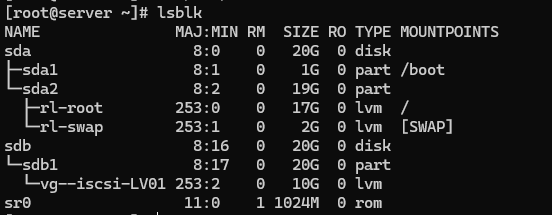 [root@server ~]# lsblk
NAME               MAJ:MIN RM  SIZE RO TYPE MOUNTPOINTS
sda                  8:0    0   20G  0 disk
├─sda1               8:1    0    1G  0 part /boot
└─sda2               8:2    0   19G  0 part
  ├─rl-root        253:0    0   17G  0 lvm  /
  └─rl-swap        253:1    0    2G  0 lvm  [SWAP]
sdb                  8:16   0   20G  0 disk
└─sdb1               8:17   0   20G  0 part
  └─vg--iscsi-LV01 253:2    0   10G  0 lvm
sr0                 11:0    1 1024M  0 rom